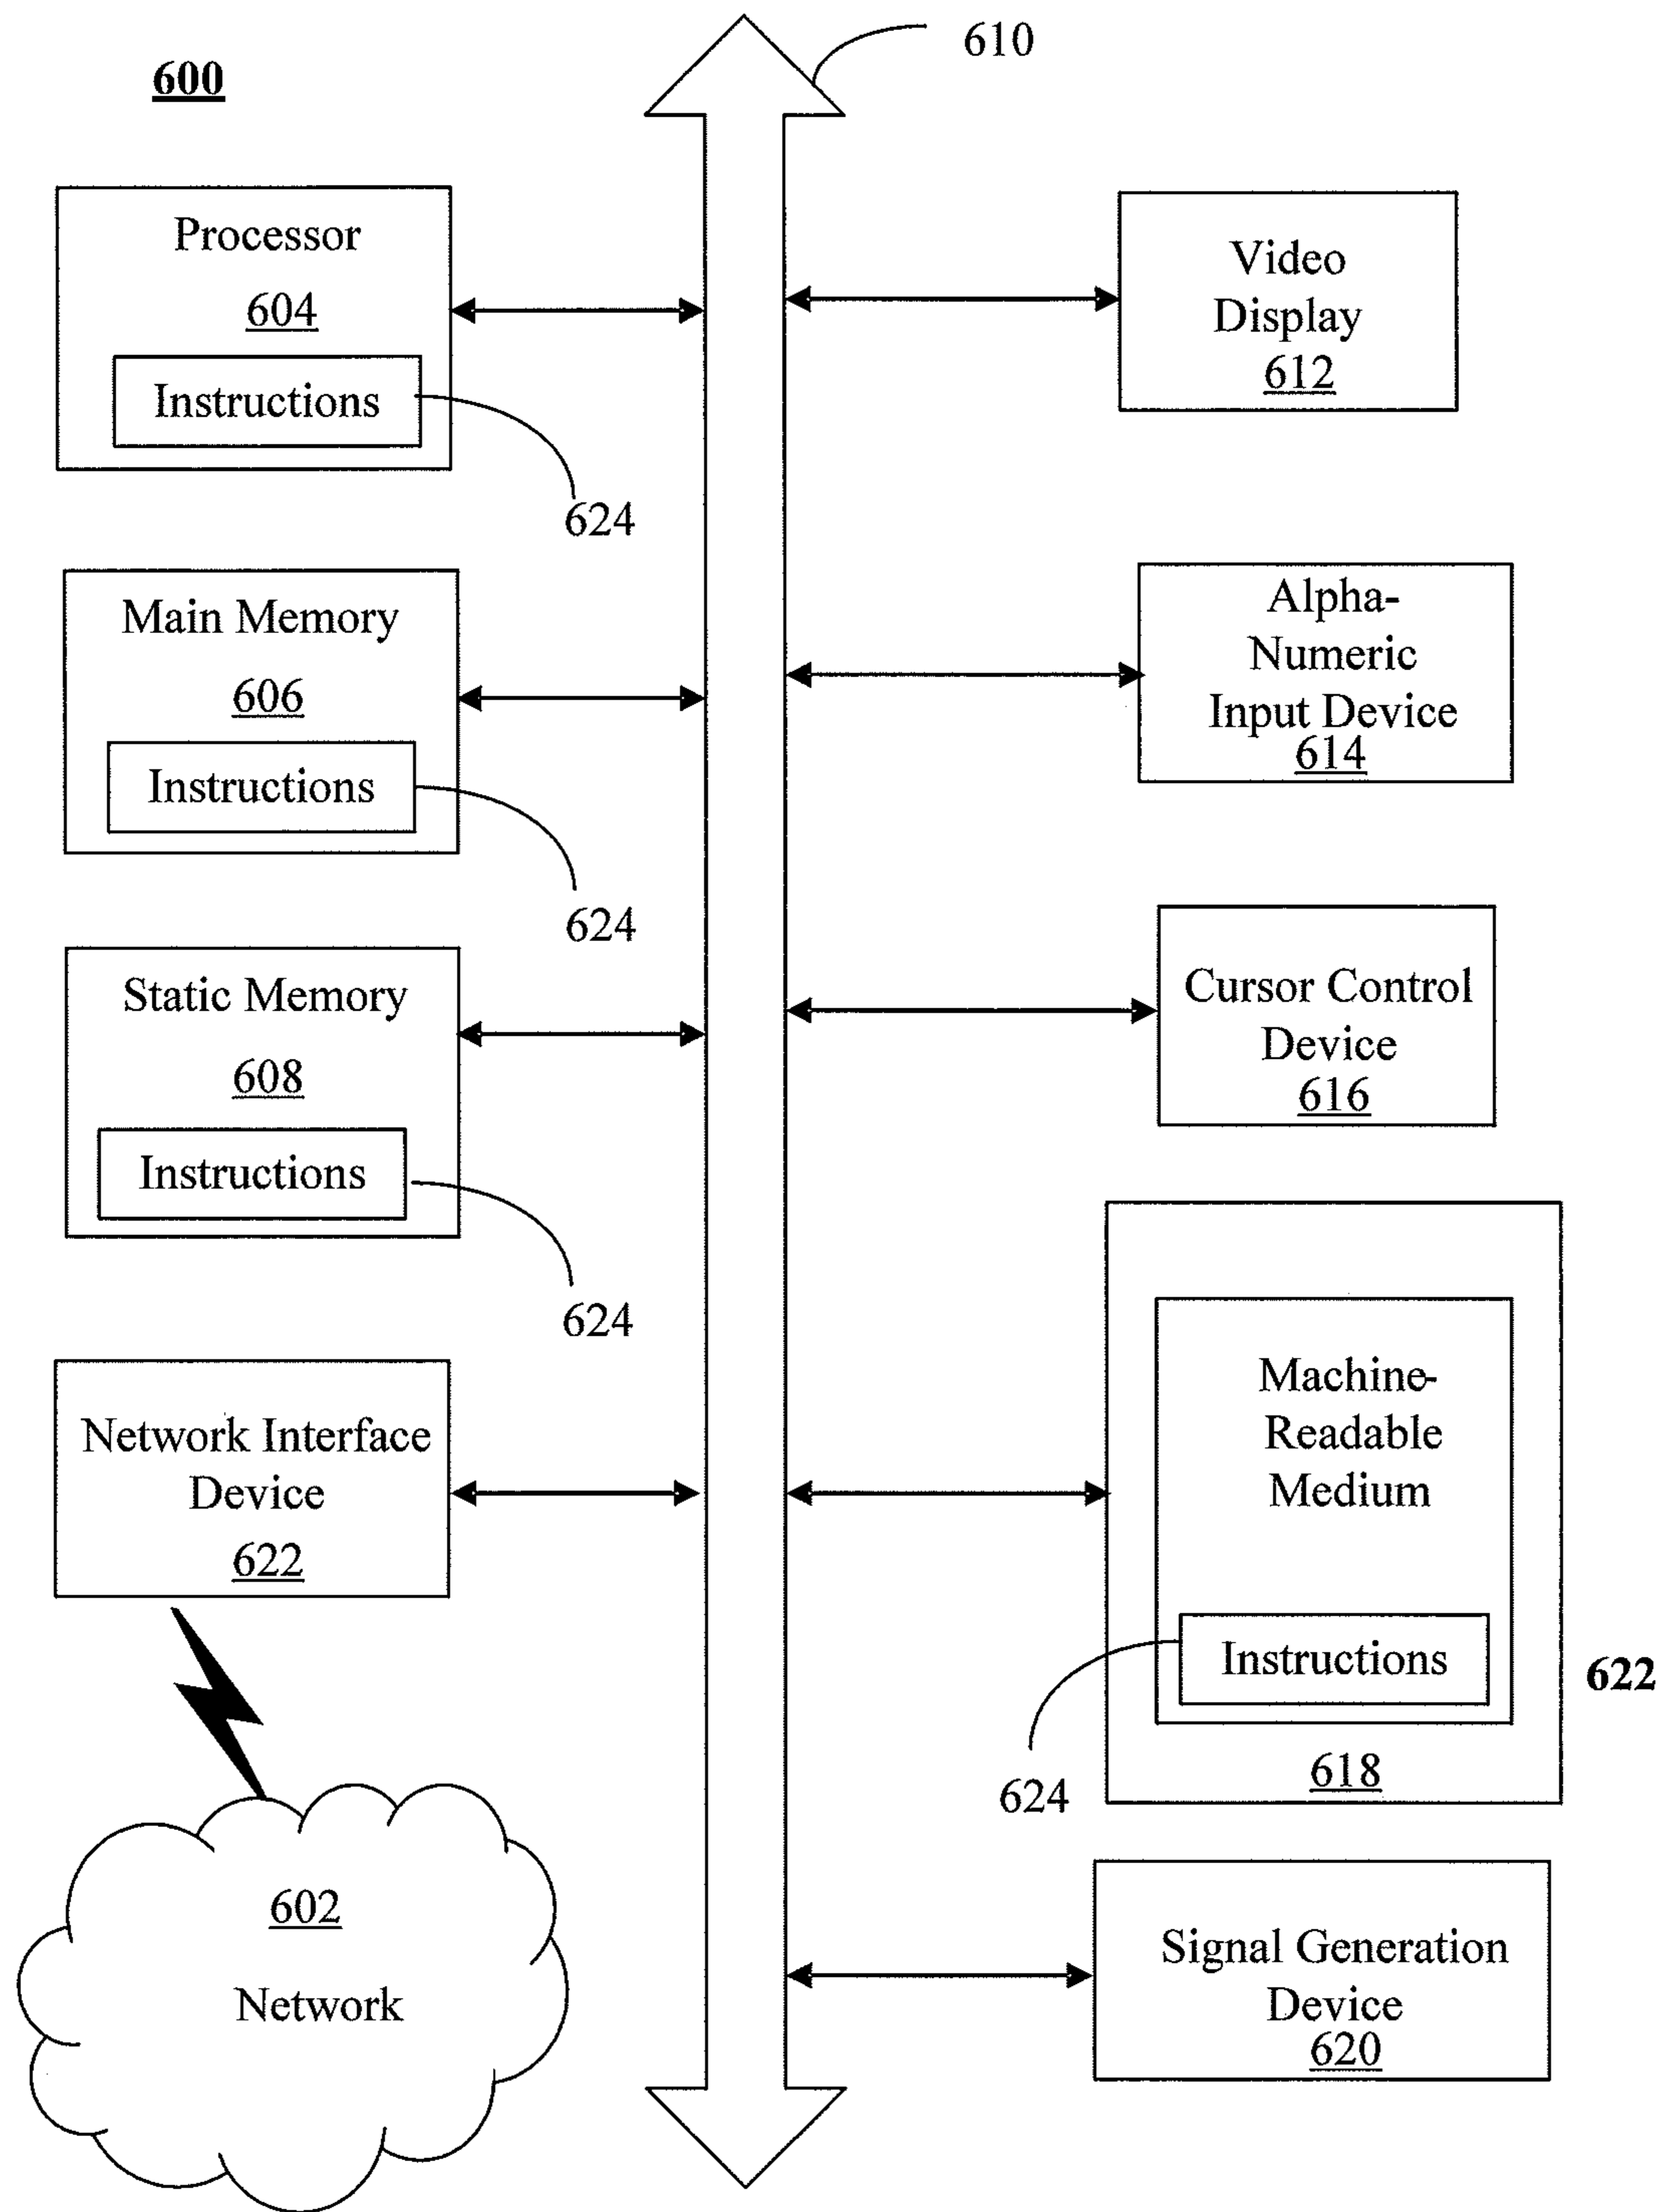 600
610
Processor
604
Instructions
624
Main Memory
606
Instructions
624
Static Memory
608
Instructions
624
Network Interface
Device
622
602
Network
Video
Display
612
Alpha-
Numeric
Input Device
614
Cursor Control
Device
616
Machine-
Readable
Medium
Instructions
624
618
622
Signal Generation
Device
620